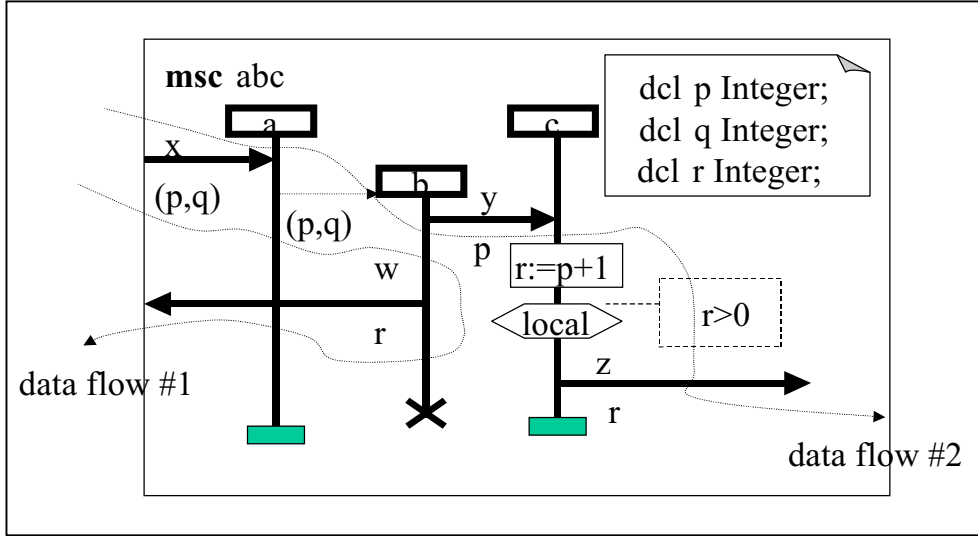 msc abc
dcl p Integer;
dcl q Integer;
dcl r Integer;
a
c
x
b
(p,q)
(p,q)
y
p
w
r:=p+1
r
local
r>0
z
r
data flow #1
data flow #2